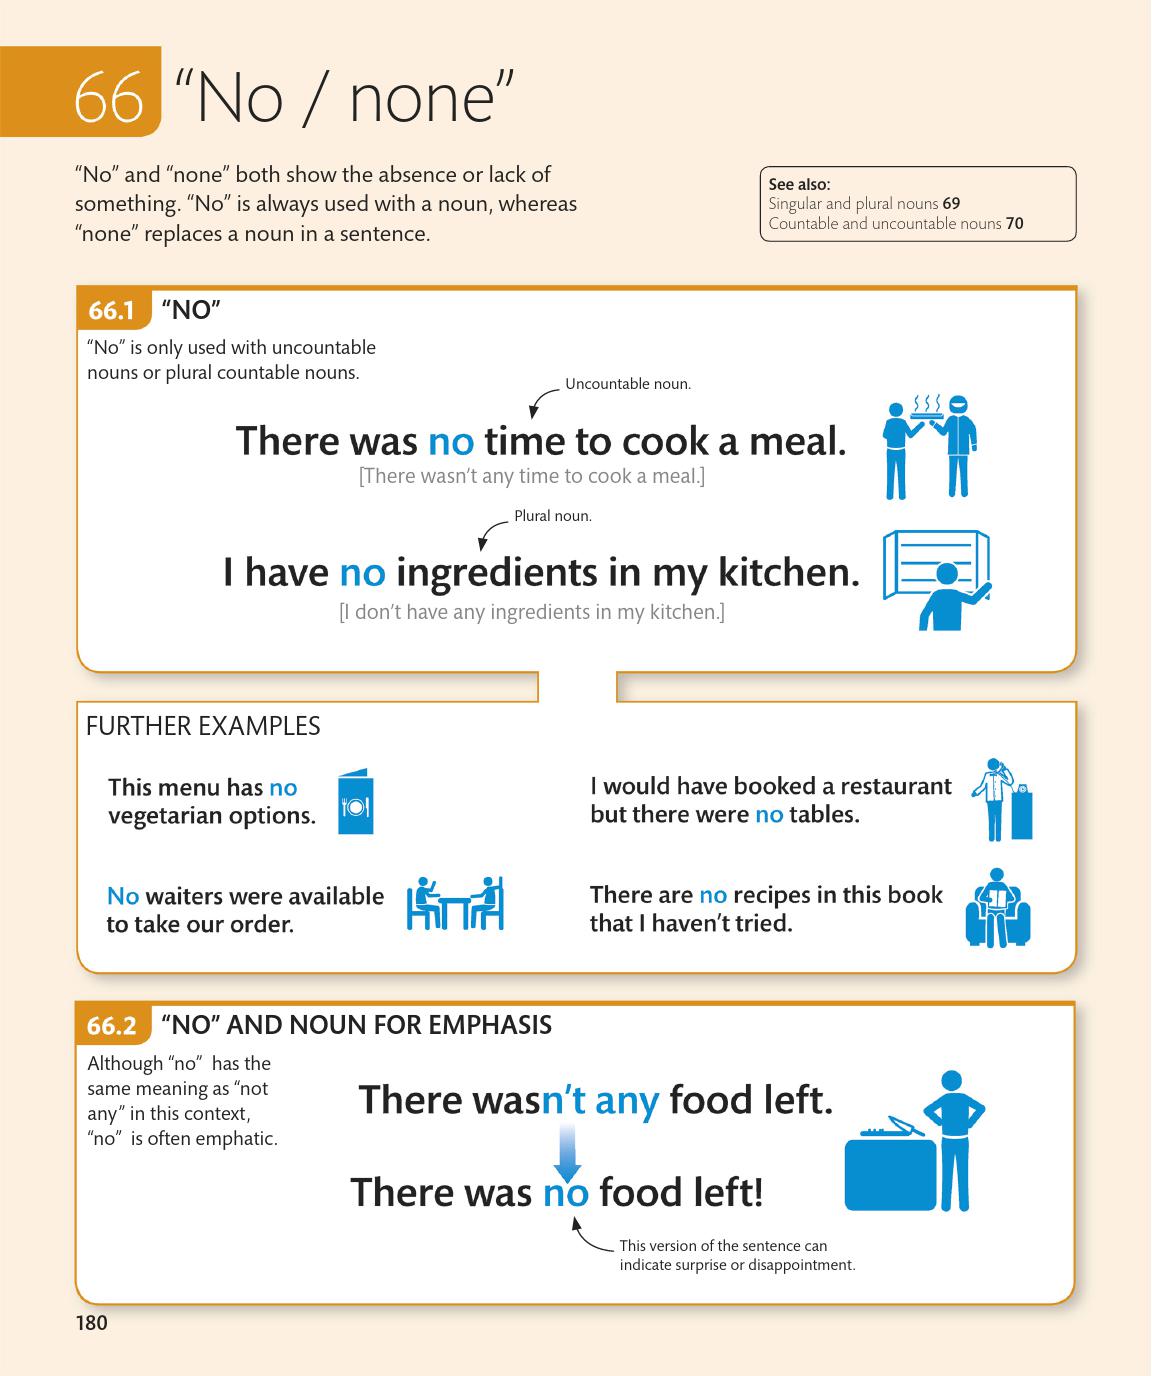 66 “No / none”
“No” and “none” both show the absence or lack of
something. “No” is always used with a noun, whereas
“none” replaces a noun in a sentence.
See also:
Singular and plural nouns 69
Countable and uncountable nouns 70
66.1 “NO”
“No” is only used with uncountable
nouns or plural countable nouns.
Uncountable noun.
There was no time to cook a meal.
[There wasn’t any time to cook a meal.]
Plural noun.
I have no ingredients in my kitchen.
[I don’t have any ingredients in my kitchen.]
FURTHER EXAMPLES
This menu has no
vegetarian options.
I would have booked a restaurant
but there were no tables.
No waiters were available
to take our order.
There are no recipes in this book
that I haven’t tried.
66.2 “NO” AND NOUN FOR EMPHASIS
Although “no” has the
same meaning as “not
any” in this context,
“no” is often emphatic.
There wasn’t any food left.
There was no food left!
This version of the sentence can
indicate surprise or disappointment.
180